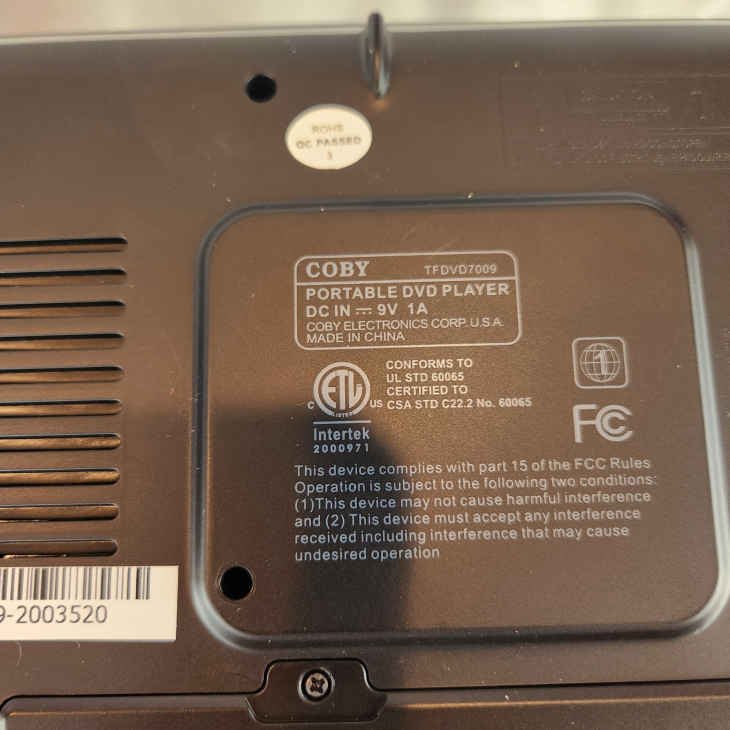 ROHS
QC PASSED
3
COBY TFDVD7009
PORTABLE DVD PLAYER
DC IN 9V 1A
COBY ELECTRONICS CORP. U.S.A.
MADE IN CHINA
ETL
LISTED
C US
CONFORMS TO
UL STD 60065
CERTIFIED TO
CSA STD C22.2 No. 60065
Intertek
2000971
1
FC
This device complies with part 15 of the FCC Rules
Operation is subject to the following two conditions:
(1)This device may not cause harmful interference
and (2) This device must accept any interference
received including interference that may cause
undesired operation
9-2003520